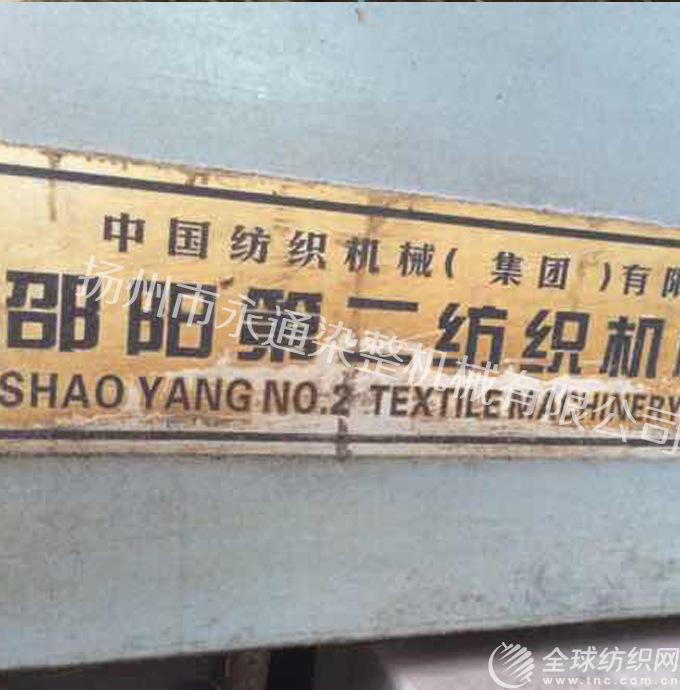 中国纺织机械(集团)有限
邵阳第二纺织机
SHAO YANG NO.2 TEXTILE MACHINERY
扬州市永通染整机械有限公司
全球纺织网
www.tnc.com.cn